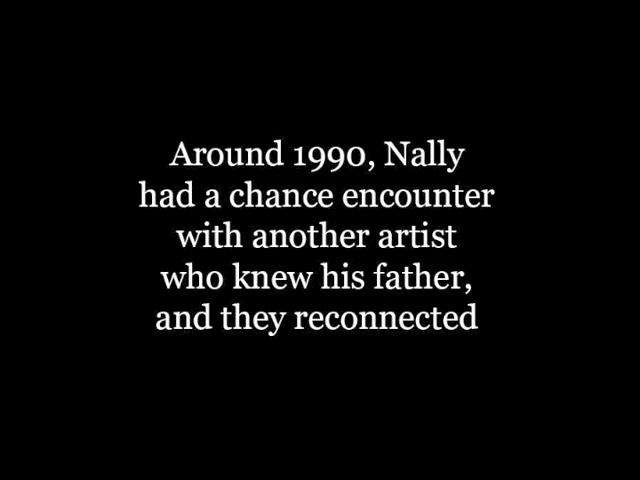 Around 1990, Nally
had a chance encounter
with another artist
who knew his father,
and they reconnected